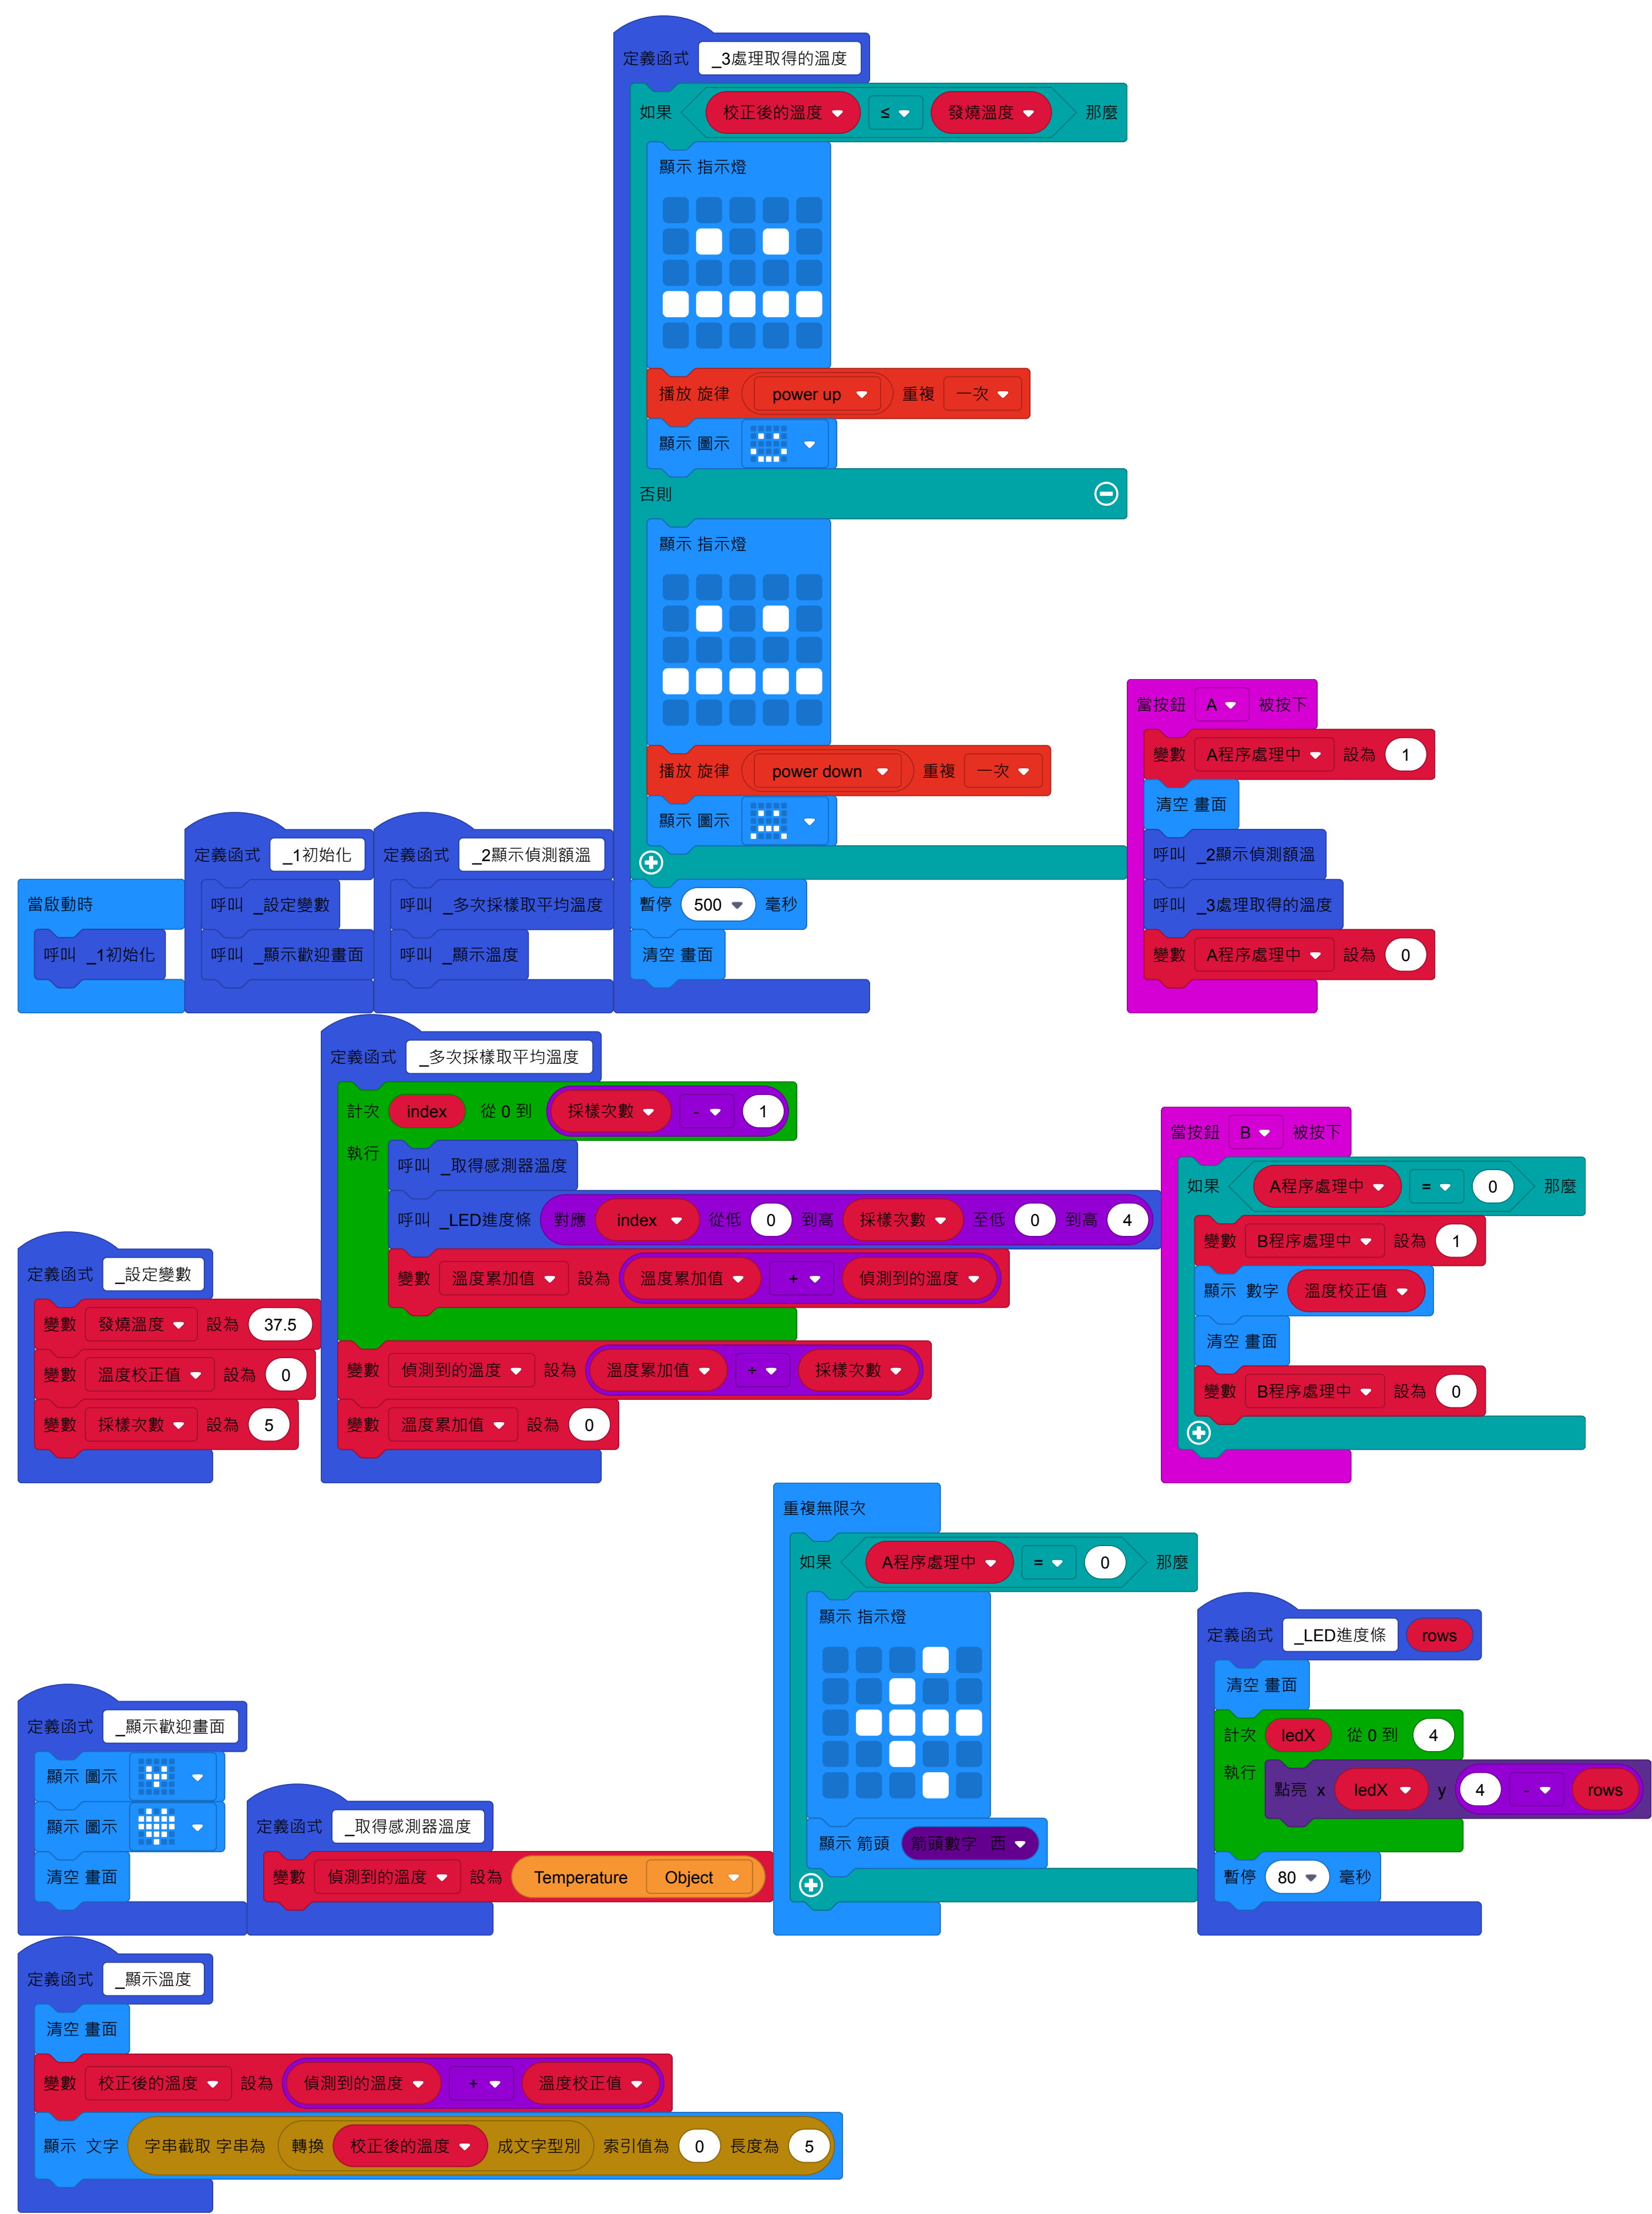 定義函式 _3處理取得的溫度
如果 校正後的溫度 ≤ 發燒溫度 那麼
顯示 指示燈
播放 旋律 power up 重複 一次
顯示 圖示
否則
顯示 指示燈
播放 旋律 power down 重複 一次
顯示 圖示
暫停 500 毫秒
清空 畫面
當啟動時
呼叫 _1初始化
定義函式 _1初始化
呼叫 _設定變數
呼叫 _顯示歡迎畫面
定義函式 _2顯示偵測額溫
呼叫 _多次採樣取平均溫度
呼叫 _顯示溫度
當按鈕 A 被按下
變數 A程序處理中 設為 1
清空 畫面
呼叫 _2顯示偵測額溫
呼叫 _3處理取得的溫度
變數 A程序處理中 設為 0
定義函式 _設定變數
變數 發燒溫度 設為 37.5
變數 溫度校正值 設為 0
變數 採樣次數 設為 5
定義函式 _多次採樣取平均溫度
計次 index 從 0 到 採樣次數 - 1
執行
呼叫 _取得感測器溫度
呼叫 _LED進度條 對應 index 從低 0 到高 採樣次數 至低 0 到高 4
變數 溫度累加值 設為 溫度累加值 + 偵測到的溫度
變數 偵測到的溫度 設為 溫度累加值 ÷ 採樣次數
變數 溫度累加值 設為 0
當按鈕 B 被按下
如果 A程序處理中 = 0 那麼
變數 B程序處理中 設為 1
顯示 數字 溫度校正值
清空 畫面
變數 B程序處理中 設為 0
定義函式 _顯示歡迎畫面
顯示 圖示
顯示 圖示
清空 畫面
定義函式 _取得感測器溫度
變數 偵測到的溫度 設為 Temperature Object
重複無限次
如果 A程序處理中 = 0 那麼
顯示 指示燈
顯示 箭頭 箭頭數字 西
定義函式 _LED進度條 rows
清空 畫面
計次 ledX 從 0 到 4
執行
點亮 x ledX y 4 - rows
暫停 80 毫秒
定義函式 _顯示溫度
清空 畫面
變數 校正後的溫度 設為 偵測到的溫度 + 溫度校正值
顯示 文字 字串截取 字串為 轉換 校正後的溫度 成文字型別 索引值為 0 長度為 5